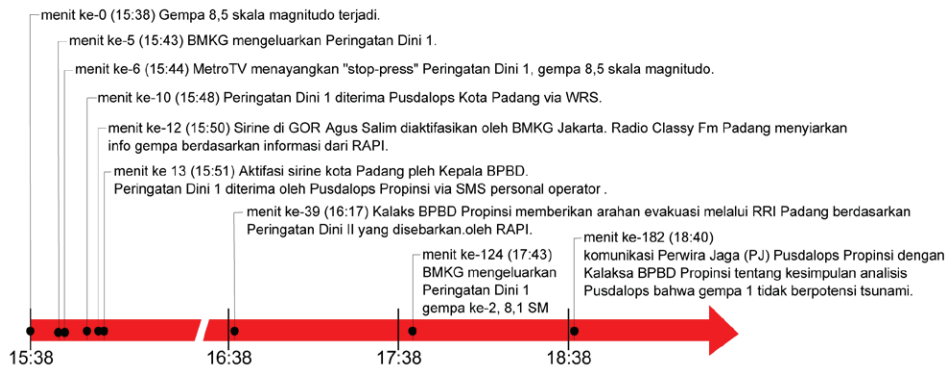 menit ke-0 (15:38) Gempa 8,5 skala magnitudo terjadi.
menit ke-5 (15:43) BMKG mengeluarkan Peringatan Dini 1.
menit ke-6 (15:44) MetroTV menayangkan "stop-press" Peringatan Dini 1, gempa 8,5 skala magnitudo.
menit ke-10 (15:48) Peringatan Dini 1 diterima Pusdalops Kota Padang via WRS.
menit ke-12 (15:50) Sirine di GOR Agus Salim diaktifasikan oleh BMKG Jakarta. Radio Classy Fm Padang menyiarkan
info gempa berdasarkan informasi dari RAPI.
menit ke 13 (15:51) Aktifasi sirine kota Padang pleh Kepala BPBD.
Peringatan Dini 1 diterima oleh Pusdalops Propinsi via SMS personal operator .
menit ke-39 (16:17) Kalaks BPBD Propinsi memberikan arahan evakuasi melalui RRI Padang berdasarkan
Peringatan Dini II yang disebarkan.oleh RAPI.
menit ke-124 (17:43)
BMKG mengeluarkan
Peringatan Dini 1
gempa ke-2, 8,1 SM
menit ke-182 (18:40)
komunikasi Perwira Jaga (PJ) Pusdalops Propinsi dengan
Kalaksa BPBD Propinsi tentang kesimpulan analisis
Pusdalops bahwa gempa 1 tidak berpotensi tsunami.
15:38
16:38
17:38
18:38